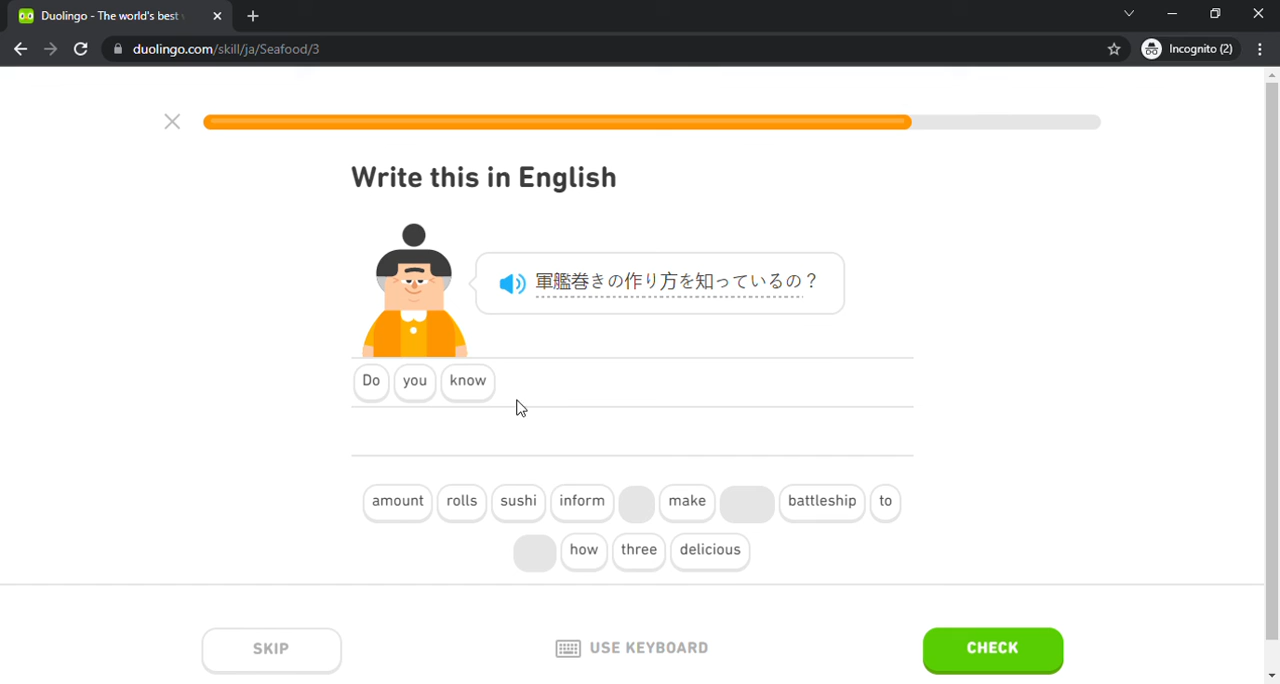 Duolingo - The world's best
duolingo.com/skill/ja/Seafood/3
Incognito (2)
Write this in English
軍艦巻きの作り方を知っているの？
Do you know
amount rolls sushi inform make battleship to
how three delicious
SKIP
USE KEYBOARD
CHECK